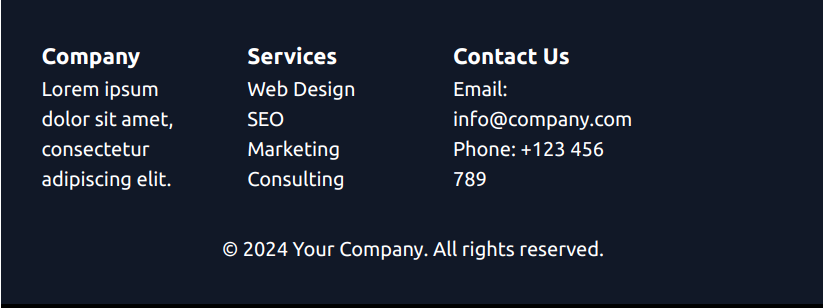 Company
Lorem ipsum
dolor sit amet,
consectetur
adipiscing elit.
Services
Web Design
SEO
Marketing
Consulting
Contact Us
Email:
info@company.com
Phone: +123 456
789
© 2024 Your Company. All rights reserved.